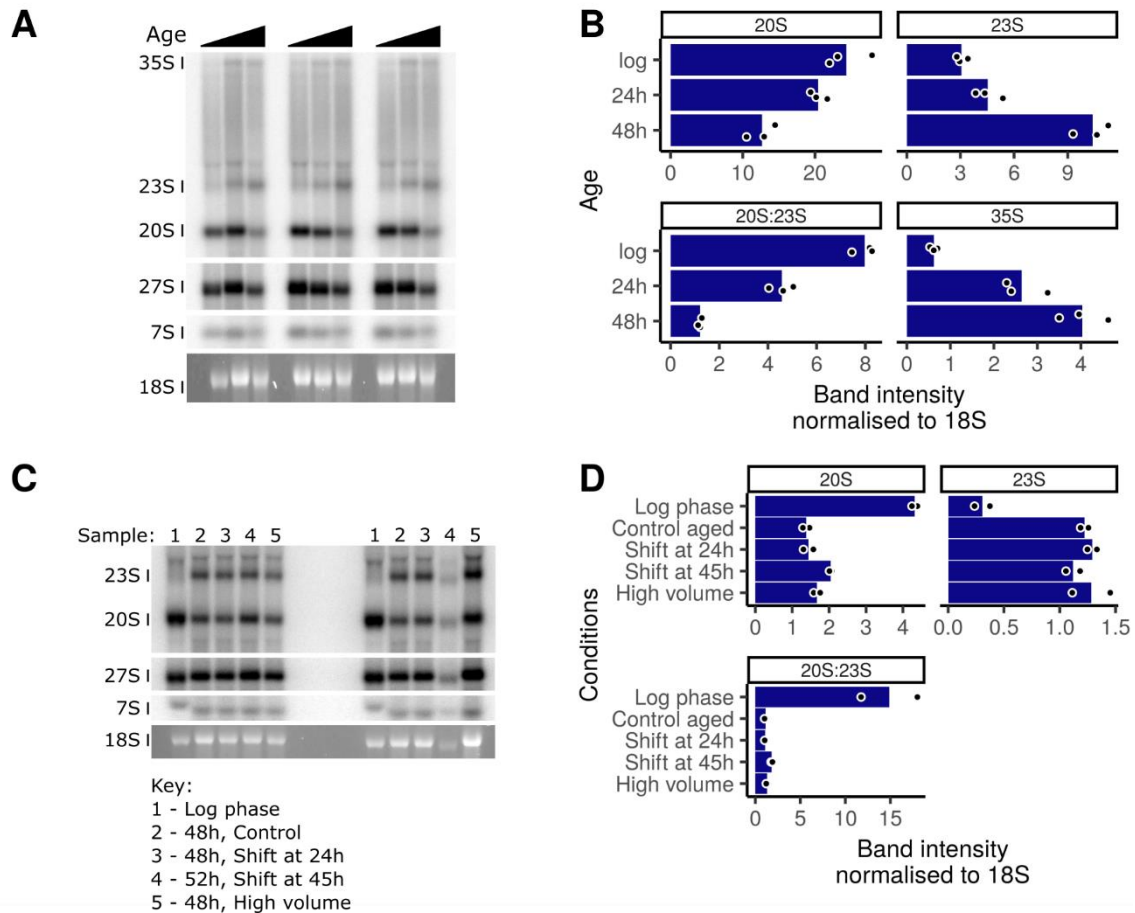 A
Age
35S
23S
20S
27S
7S
18S
B
20S
23S
log
24h
48h
0
10
20
0
3
6
9
20S:23S
35S
log
24h
48h
0
2
4
6
8
0
1
2
3
4
Age
Band intensity
normalised to 18S
C
Sample: 1 2 3 4 5 1 2 3 4 5
23S
20S
27S
7S
18S
Key:
1 - Log phase
2 - 48h, Control
3 - 48h, Shift at 24h
4 - 52h, Shift at 45h
5 - 48h, High volume
D
20S
23S
Log phase
Control aged
Shift at 24h
Shift at 45h
High volume
0
1
2
3
4
0.0
0.5
1.0
1.5
20S:23S
Log phase
Control aged
Shift at 24h
Shift at 45h
High volume
0
5
10
15
Conditions
Band intensity
normalised to 18S